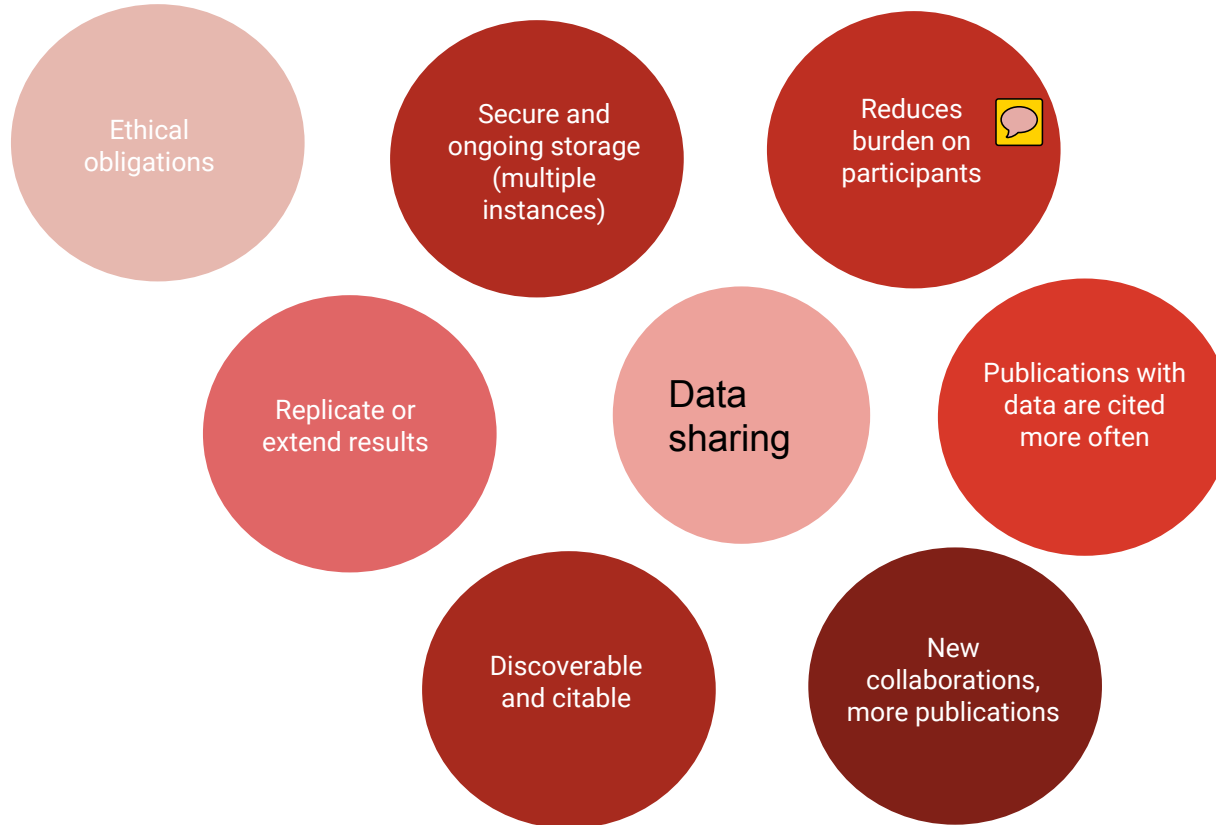 Ethical
obligations
Secure and
ongoing storage
(multiple
instances)
Reduces
burden on
participants
Replicate or
extend results
Data
sharing
Publications with
data are cited
more often
Discoverable
and citable
New
collaborations,
more publications